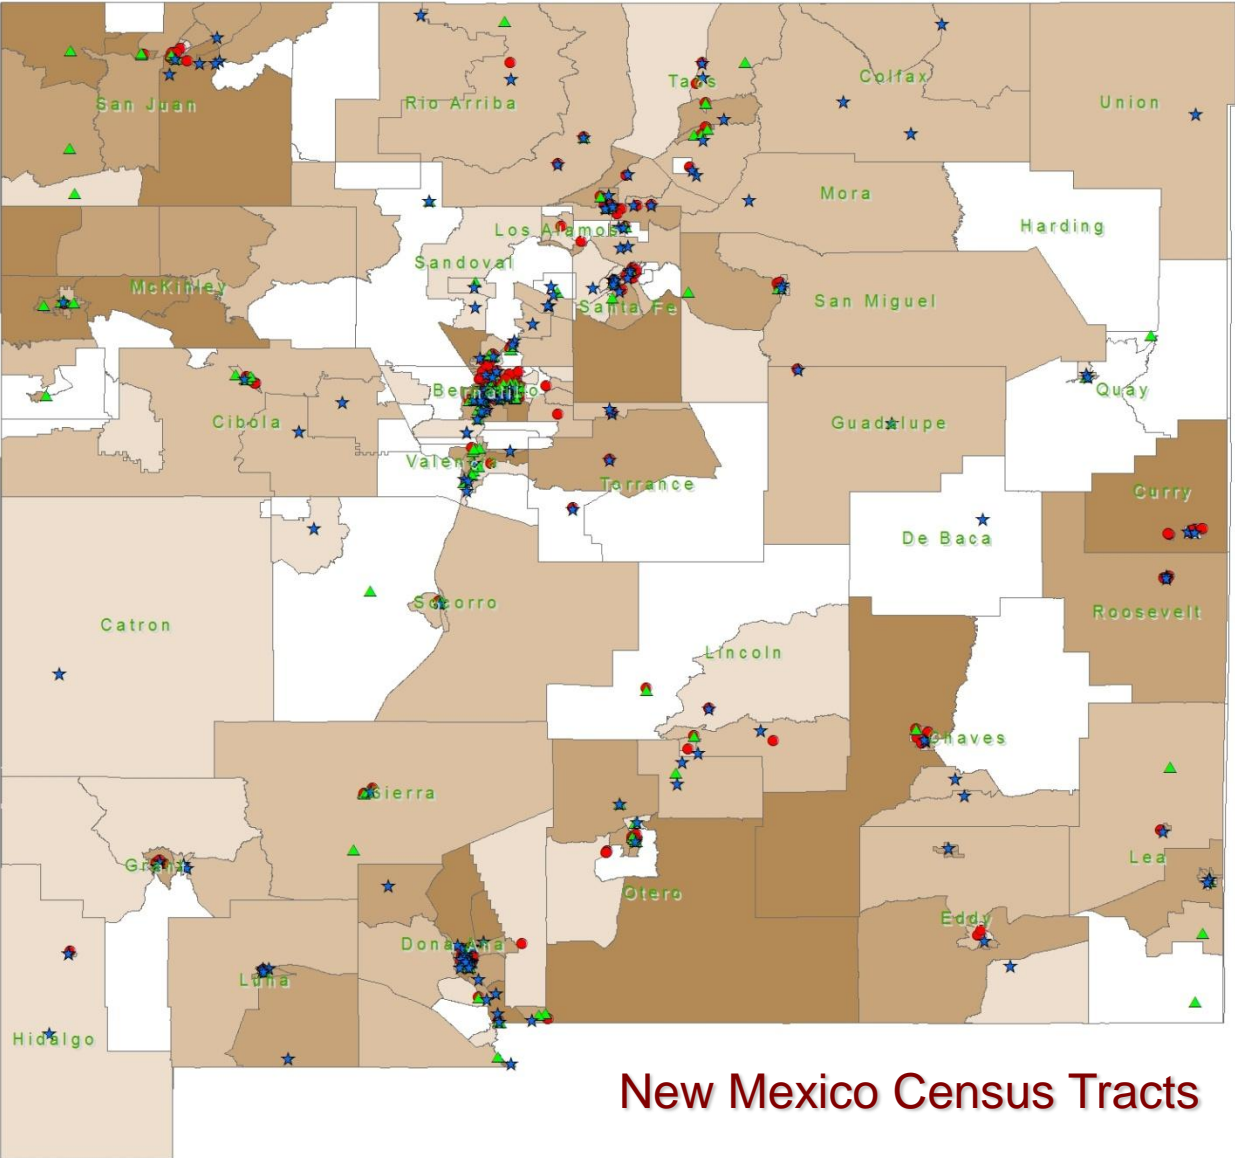 Colfax
Taos
San Juan
Rio Arriba
Union
Mora
Los Alamos
Harding
Sandoval
McKinley
San Miguel
Santa Fe
Bernalillo
Quay
Cibola
Guadalupe
Valencia
Torrance
Curry
De Baca
Socorro
Roosevelt
Catron
Lincoln
Chaves
Sierra
Lea
Grant
Otero
Eddy
Dona Ana
Luna
Hidalgo
New Mexico Census Tracts